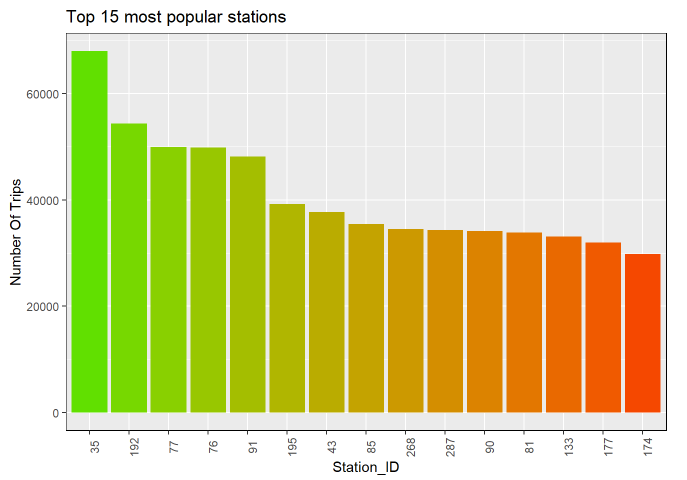 Top 15 most popular stations
Number Of Trips
60000
40000
20000
0
35 192 77 76 91 195 43 85 268 287 90 81 133 177 174
Station_ID